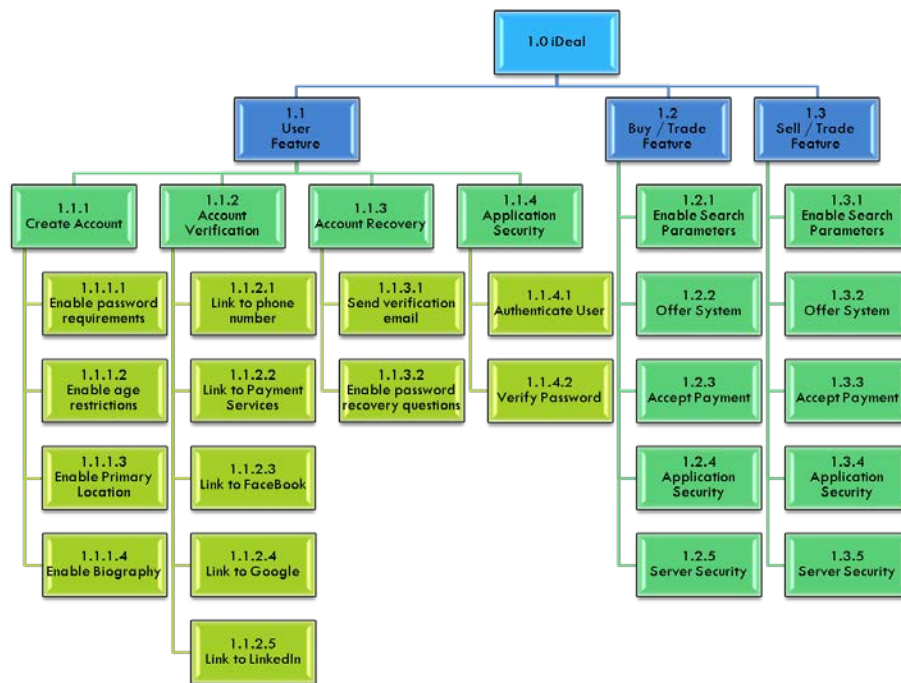 1.0 iDeal
1.1
User
Feature
1.2
Buy / Trade
Feature
1.3
Sell / Trade
Feature
1.1.1
Create Account
1.1.2
Account
Verification
1.1.3
Account Recovery
1.1.4
Application
Security
1.2.1
Enable Search
Parameters
1.3.1
Enable Search
Parameters
1.1.1.1
Enable password
requirements
1.1.2.1
Link to phone
number
1.1.3.1
Send verification
email
1.1.4.1
Authenticate User
1.2.2
Offer System
1.3.2
Offer System
1.1.1.2
Enable age
restrictions
1.1.2.2
Link to Payment
Services
1.1.3.2
Enable password
recovery questions
1.1.4.2
Verify Password
1.2.3
Accept Payment
1.3.3
Accept Payment
1.1.1.3
Enable Primary
Location
1.1.2.3
Link to FaceBook
1.2.4
Application
Security
1.3.4
Application
Security
1.1.1.4
Enable Biography
1.1.2.4
Link to Google
1.2.5
Server Security
1.3.5
Server Security
1.1.2.5
Link to LinkedIn